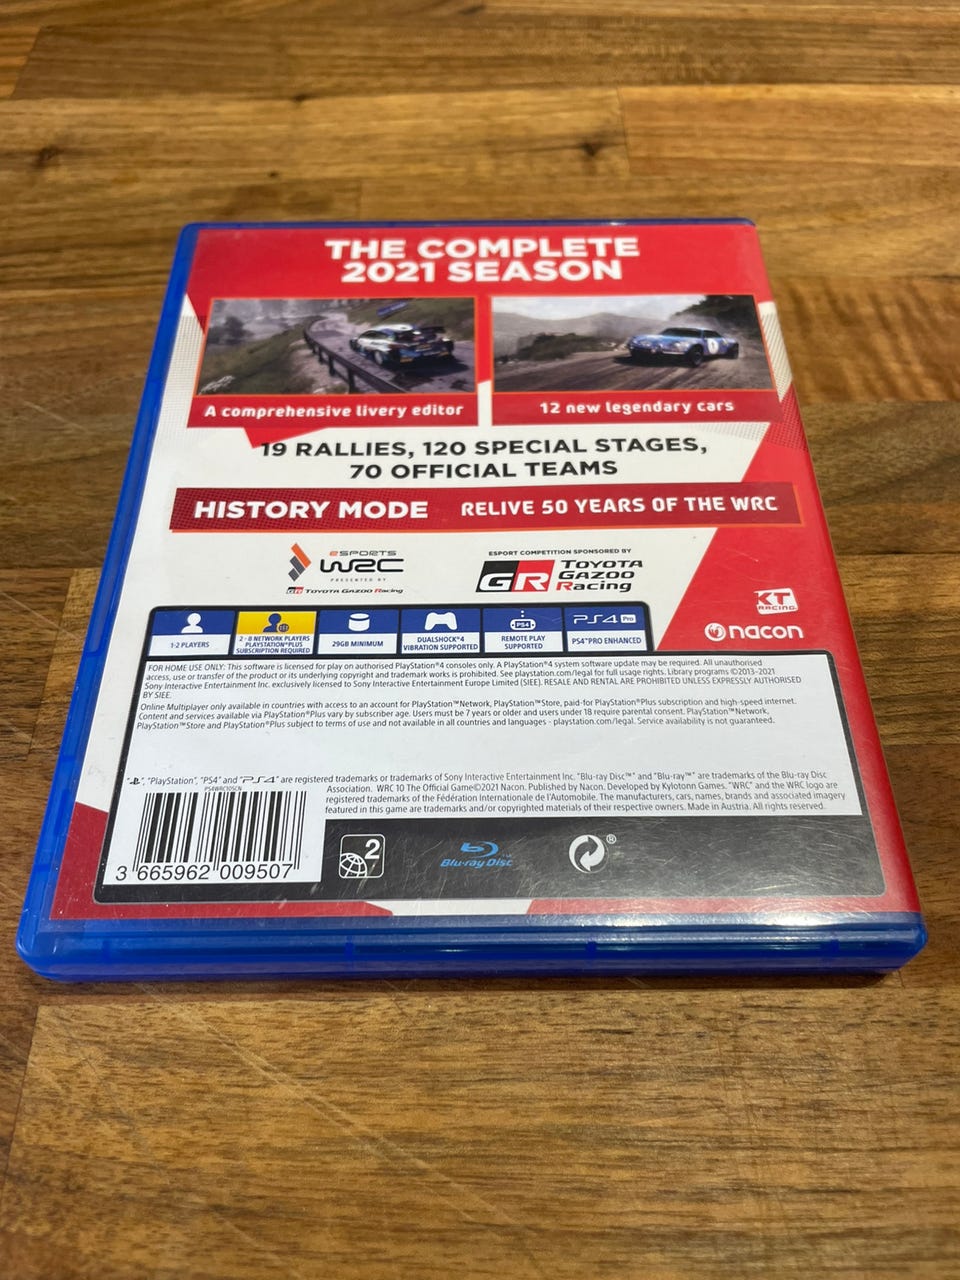 THE COMPLETE
2021 SEASON
A comprehensive livery editor
12 new legendary cars
19 RALLIES, 120 SPECIAL STAGES,
70 OFFICIAL TEAMS
HISTORY MODE RELIVE 50 YEARS OF THE WRC
eSPORTS
WRC
PRESENTED BY
GR TOYOTA GAZOO Racing
ESPORT COMPETITION SPONSORED BY
GR TOYOTA
GAZOO
Racing
KT
RACING
nacon
1-2 PLAYERS
2 - 8 NETWORK PLAYERS
PLAYSTATION®PLUS
SUBSCRIPTION REQUIRED
29GB MINIMUM
DUALSHOCK®4
VIBRATION SUPPORTED
PS4
REMOTE PLAY
SUPPORTED
PS4 Pro
PS4™PRO ENHANCED
FOR HOME USE ONLY: This software is licensed for play on authorised PlayStation®4 consoles only. A PlayStation®4 system software update may be required. All unauthorised
access, use or transfer of the product or its underlying copyright and trademark works is prohibited. See playstation.com/legal for full usage rights. Library programs ©2013-2021
Sony Interactive Entertainment Inc. exclusively licensed to Sony Interactive Entertainment Europe Limited (SIEE). RESALE AND RENTAL ARE PROHIBITED UNLESS EXPRESSLY AUTHORISED
BY SIEE.
Online Multiplayer only available in countries with access to an account for PlayStation™Network, PlayStation™Store, paid-for PlayStation®Plus subscription and high-speed internet.
Content and services available via PlayStation®Plus vary by subscriber age. Users must be 7 years or older and users under 18 require parental consent. PlayStation™Network,
PlayStation™Store and PlayStation®Plus subject to terms of use and not available in all countries and languages - playstation.com/legal. Service availability is not guaranteed.
"", "PlayStation", "PS4" and "PS4" are registered trademarks or trademarks of Sony Interactive Entertainment Inc. "Blu-ray Disc™" and "Blu-ray™" are trademarks of the Blu-ray Disc
Association. WRC 10 The Official Game©2021 Nacon. Published by Nacon. Developed by Kylotonn Games. "WRC" and the WRC logo are
registered trademarks of the Fédération Internationale de l'Automobile. The manufacturers, cars, names, brands and associated imagery
featured in this game are trademarks and/or copyrighted materials of their respective owners. Made in Austria. All rights reserved.
PS4WRC10SCN
3 665962 009507
2
Blu-ray Disc™
®